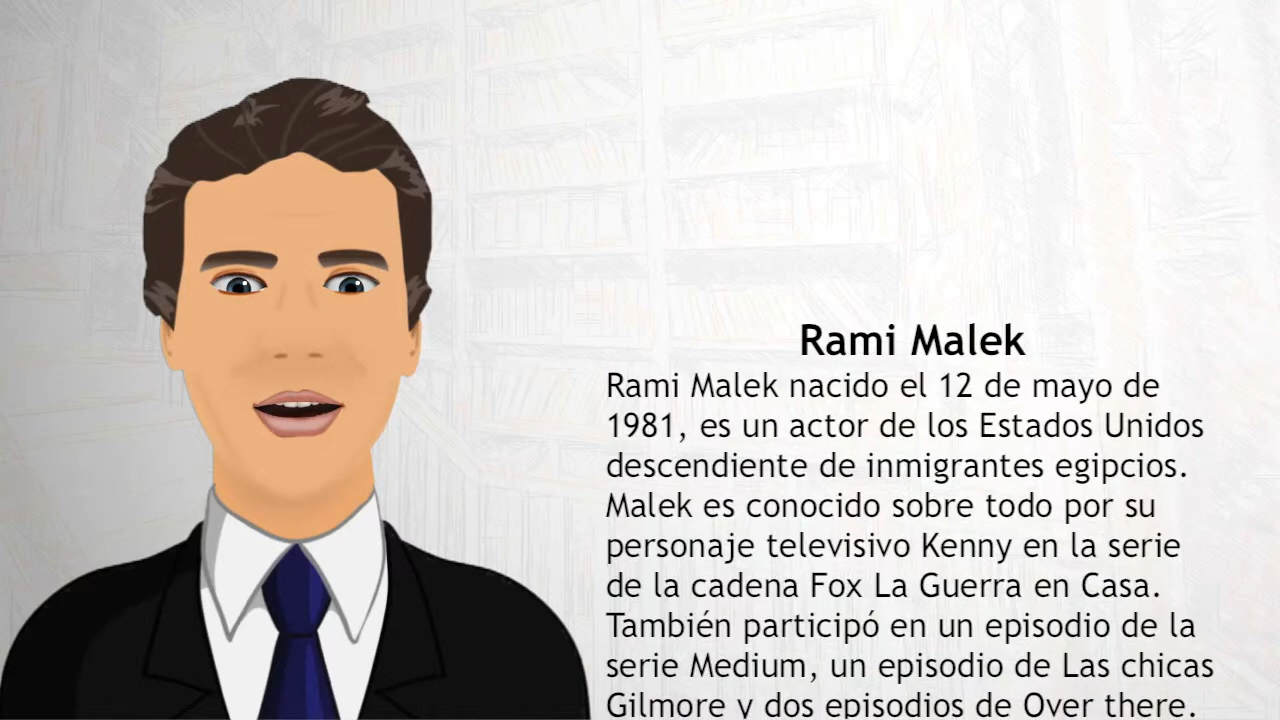 Rami Malek
Rami Malek nacido el 12 de mayo de
1981, es un actor de los Estados Unidos
descendiente de inmigrantes egipcios.
Malek es conocido sobre todo por su
personaje televisivo Kenny en la serie
de la cadena Fox La Guerra en Casa.
También participó en un episodio de la
serie Medium, un episodio de Las chicas
Gilmore y dos episodios de Over there.